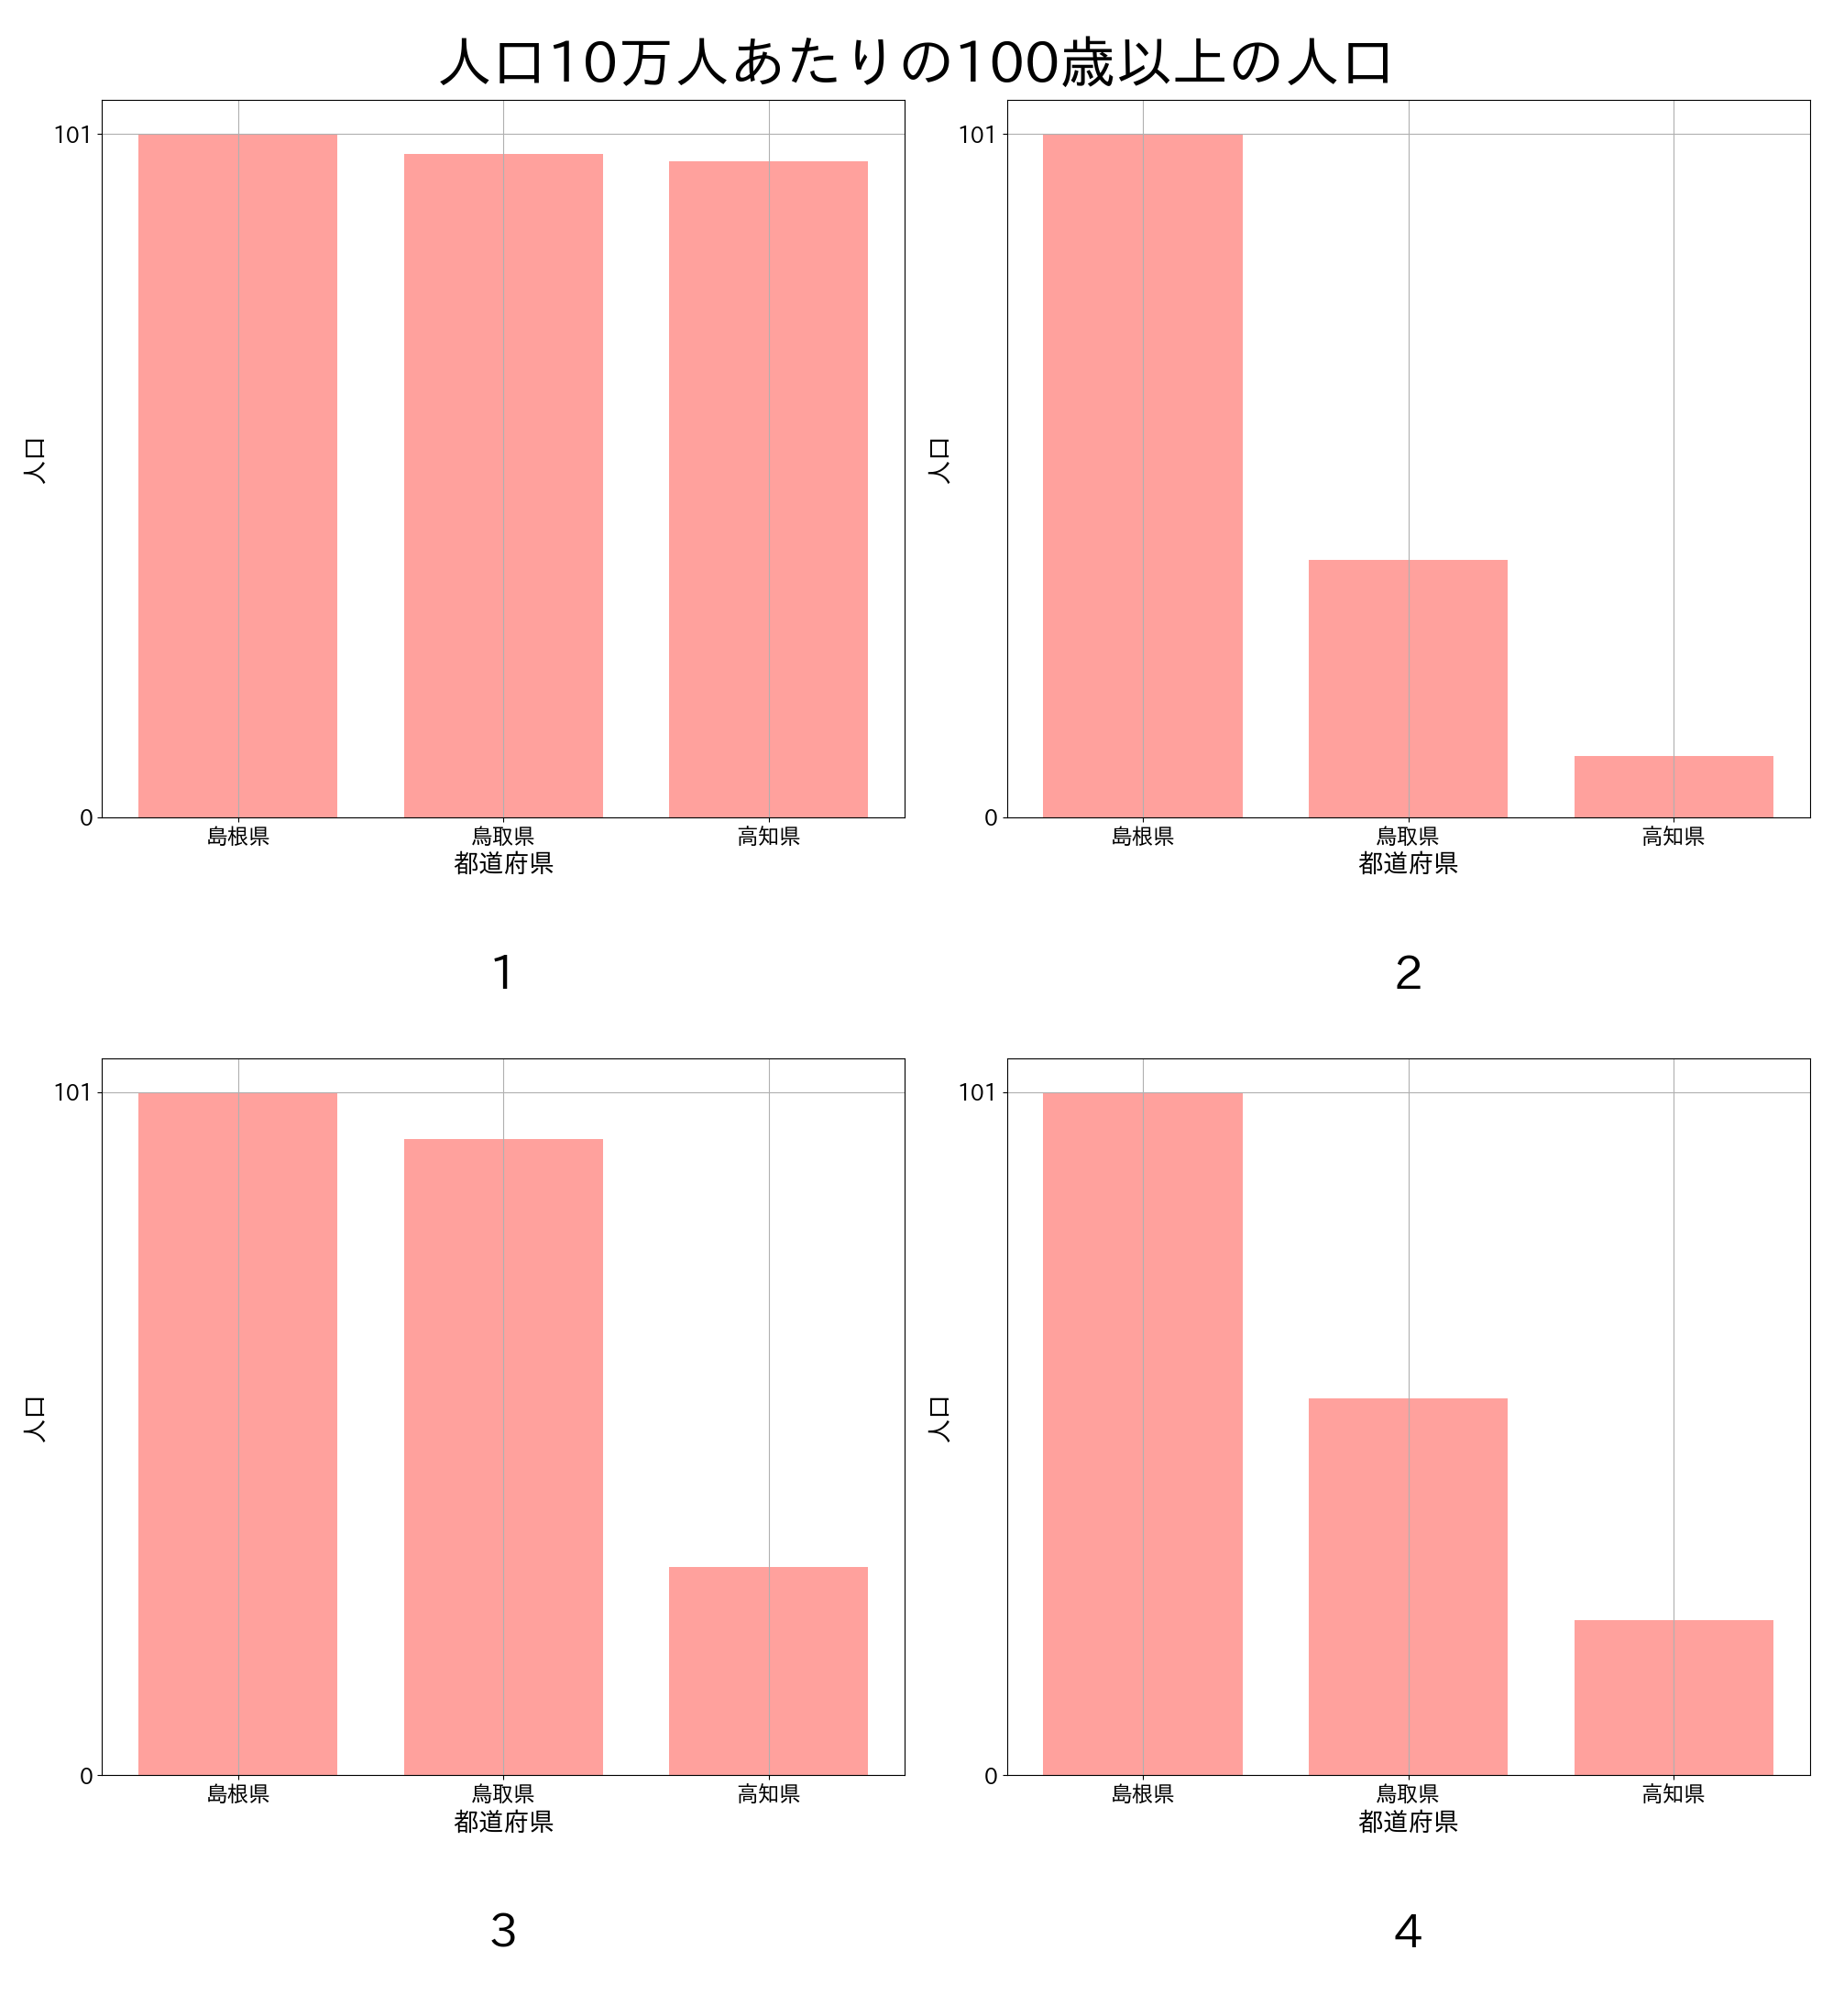 人口10万人あたりの100歳以上の人口
101
0
人口
島根県 鳥取県 高知県
都道府県
1
101
0
人口
島根県 鳥取県 高知県
都道府県
2
101
0
人口
島根県 鳥取県 高知県
都道府県
3
101
0
人口
島根県 鳥取県 高知県
都道府県
4